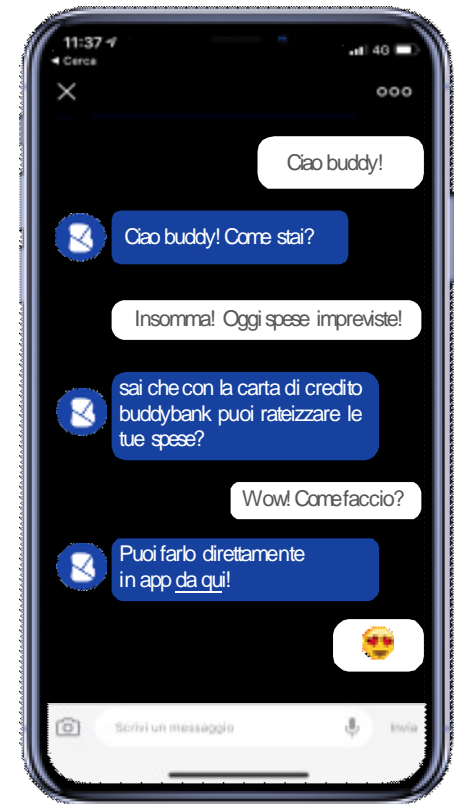 11:37
4G
Cerca
Ciao buddy!
Ciao buddy! Come stai?
Insomma! Oggi spese impreviste!
sai che con la carta di credito
buddybank puoi rateizzare le
tue spese?
Wow! Come faccio?
Puoi farlo direttamente
in app da qui!
Scrivi un messaggio
Invia